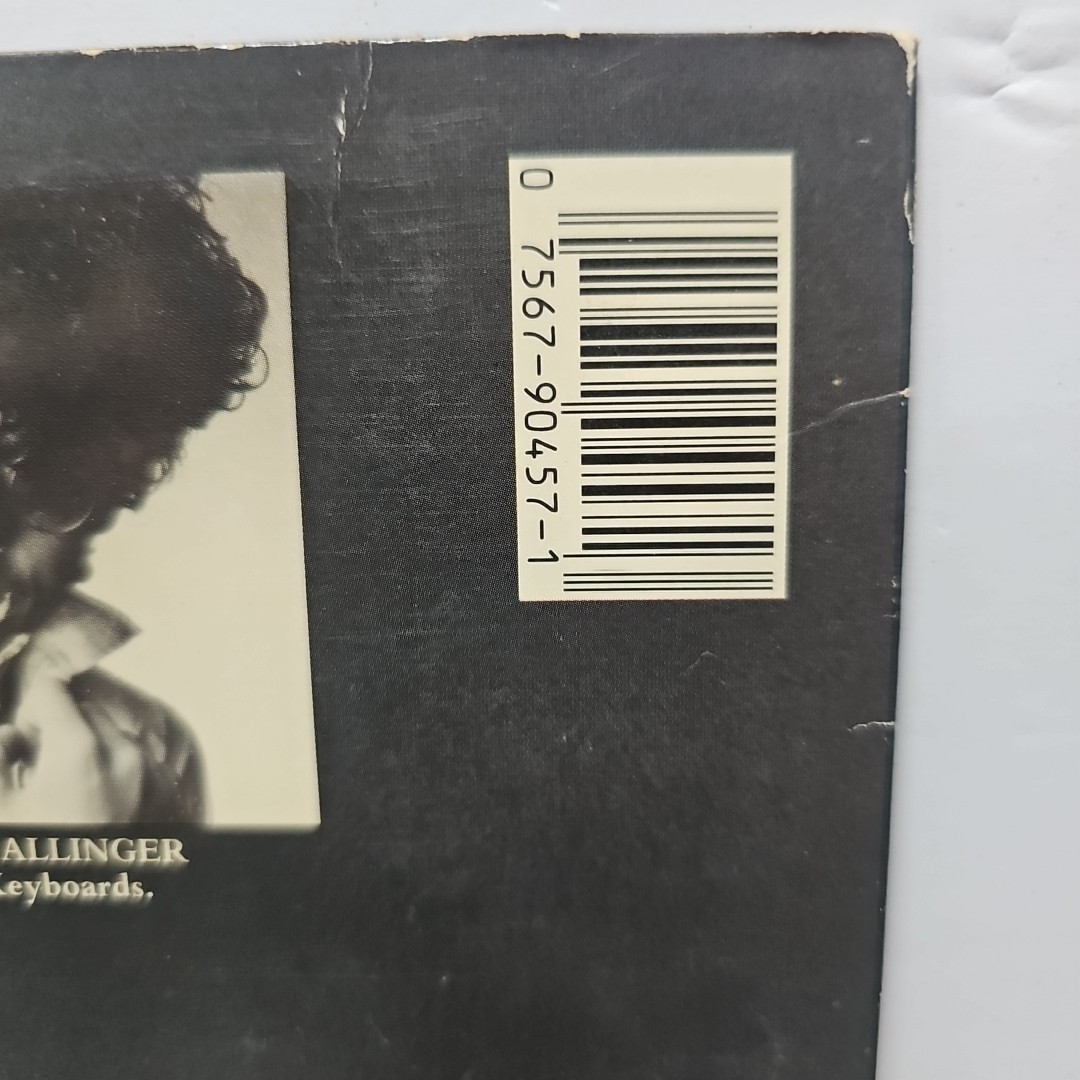 0 7567-90457-1
ALLINGER
Keyboards.